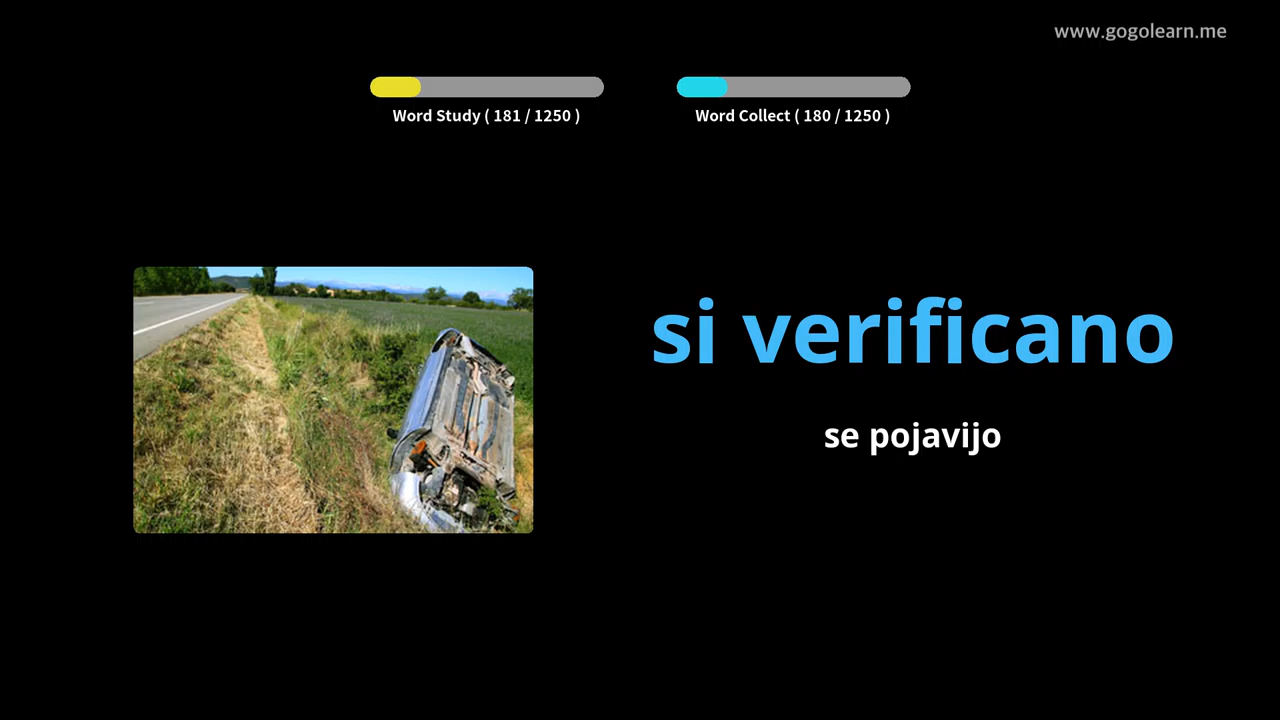 www.gogolearn.me
Word Study ( 181 / 1250 )
Word Collect ( 180 / 1250 )
si verificano
se pojavijo